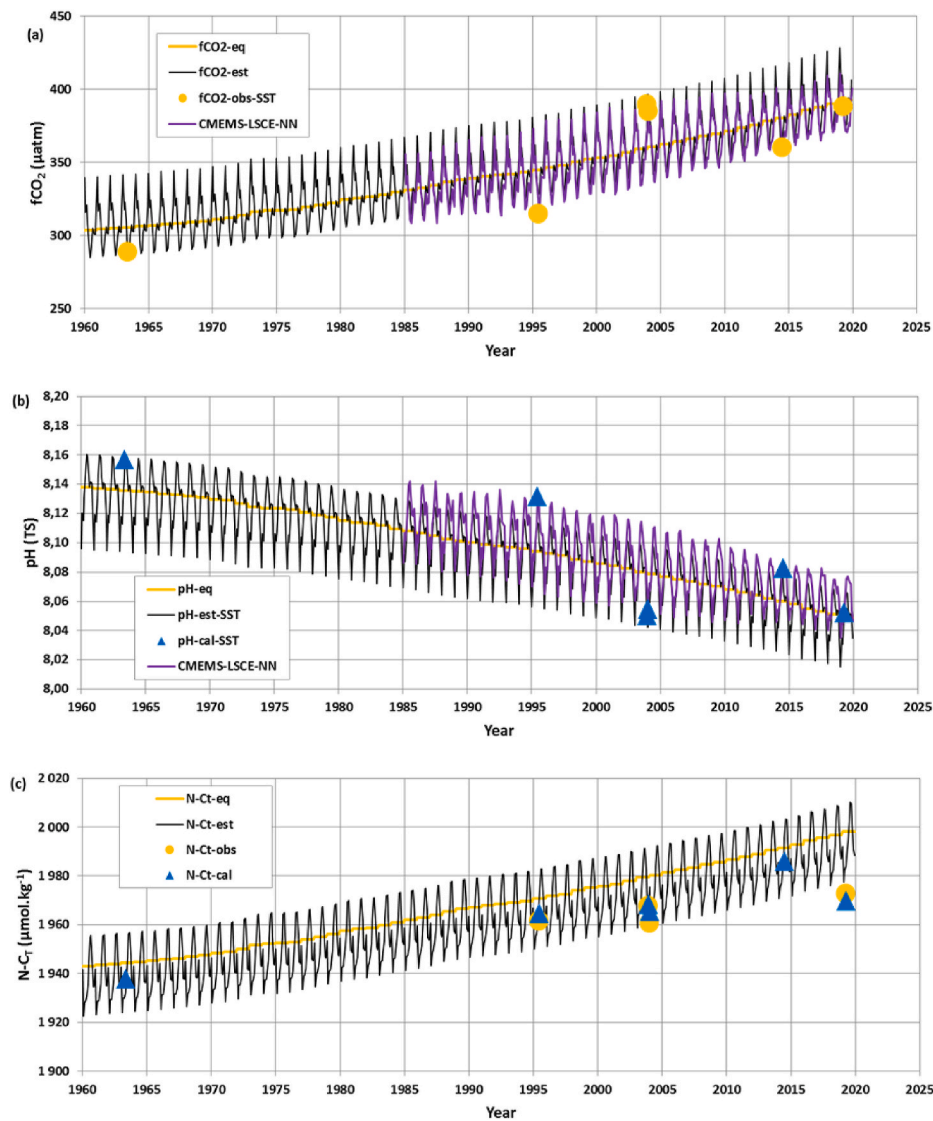 (a)
450
400
350
300
250
fCO₂ (µatm)
fCO2-eq
fCO2-est
fCO2-obs-SST
CMEMS-LSCE-NN
1960 1965 1970 1975 1980 1985 1990 1995 2000 2005 2010 2015 2020 2025
Year
(b)
8,20
8,18
8,16
8,14
8,12
8,10
8,08
8,06
8,04
8,02
8,00
pH (TS)
pH-eq
pH-est-SST
pH-cal-SST
CMEMS-LSCE-NN
1960 1965 1970 1975 1980 1985 1990 1995 2000 2005 2010 2015 2020 2025
Year
(c)
2 020
2 000
1 980
1 960
1 940
1 920
1 900
N-Cₜ (µmol.kg⁻¹)
N-Ct-eq
N-Ct-est
N-Ct-obs
N-Ct-cal
1960 1965 1970 1975 1980 1985 1990 1995 2000 2005 2010 2015 2020 2025
Year